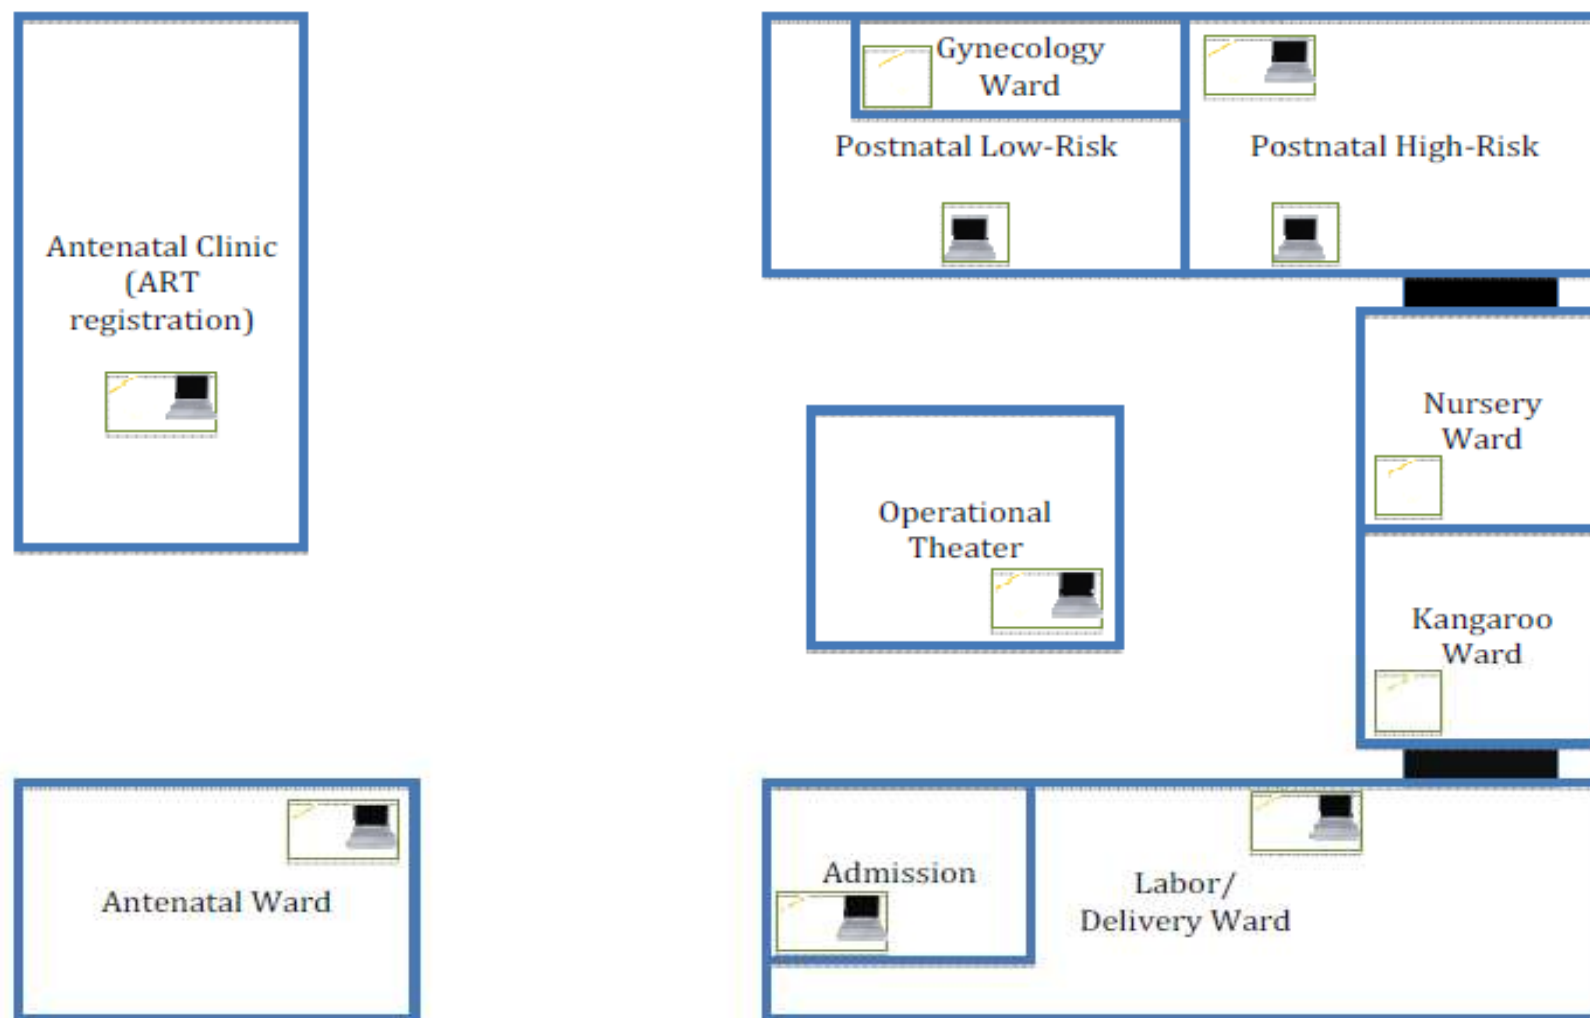 Gynecology
Ward
Postnatal Low-Risk
Postnatal High-Risk
Antenatal Clinic
(ART
registration)
Nursery
Ward
Operational
Theater
Kangaroo
Ward
Antenatal Ward
Admission
Labor/
Delivery Ward